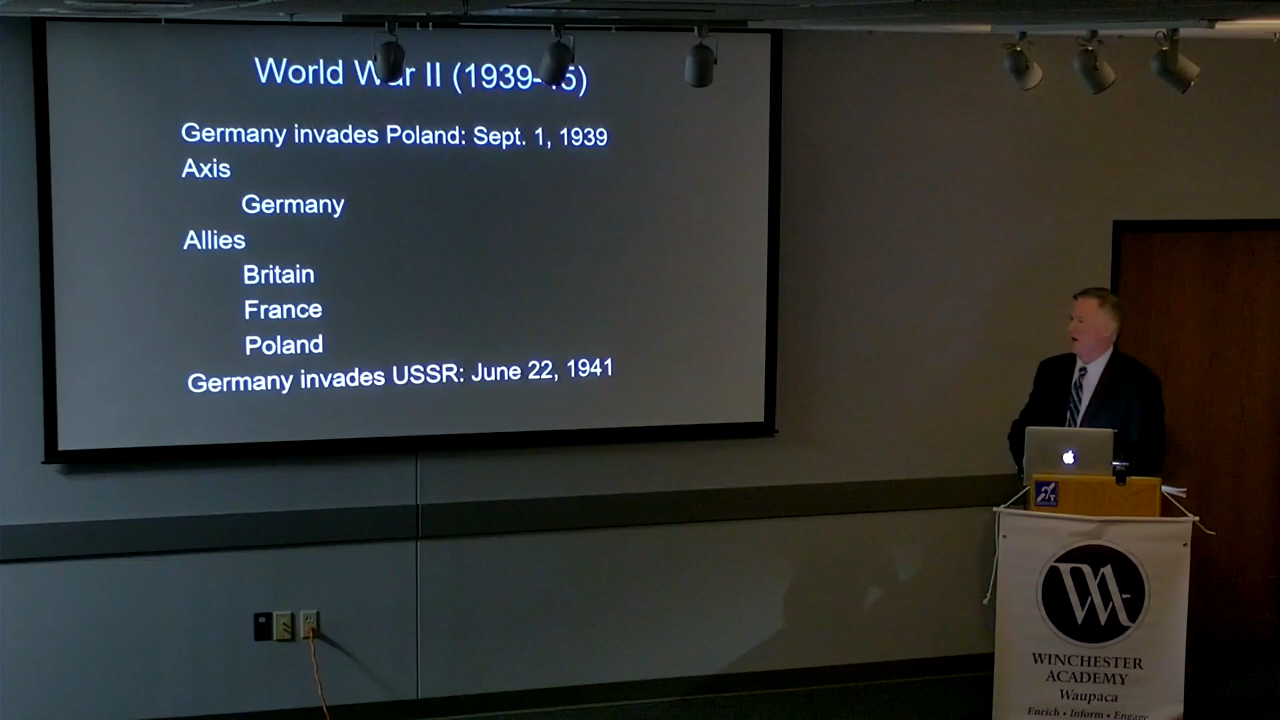 World War II (1939-45)
Germany invades Poland: Sept. 1, 1939
Axis
Germany
Allies
Britain
France
Poland
Germany invades USSR: June 22, 1941
WINCHESTER
ACADEMY
Waupaca
Enrich • Inform • Engage